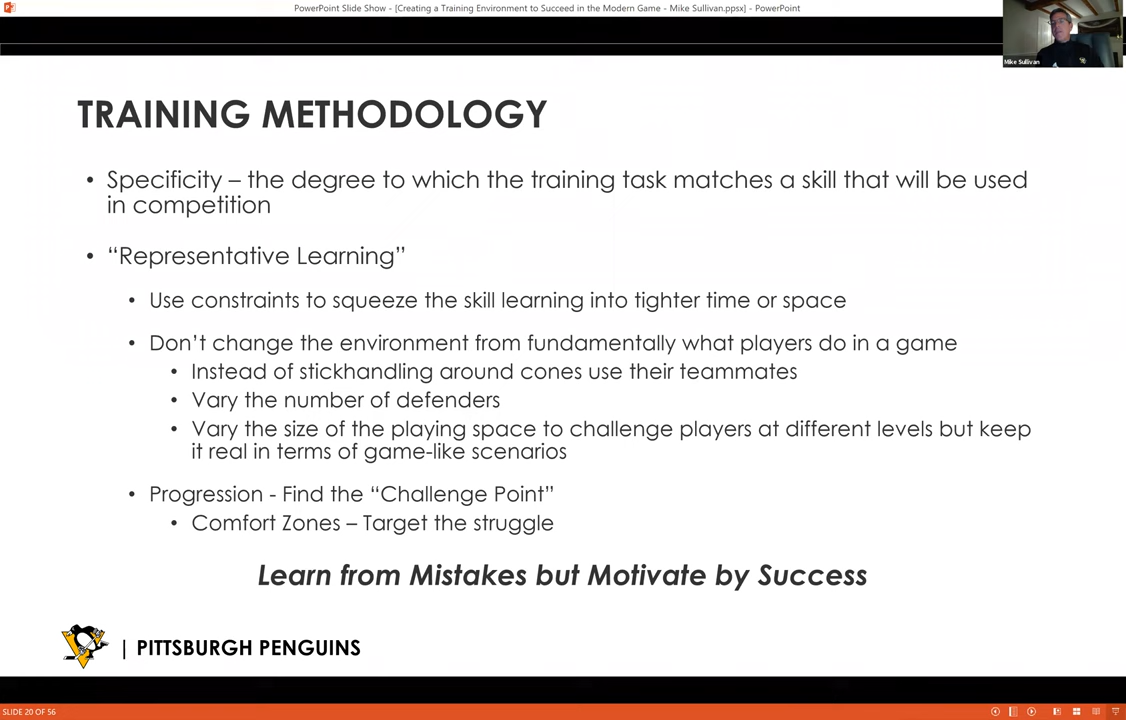 PowerPoint Slide Show - [Creating a Training Environment to Succeed in the Modern Game - Mike Sullivan.ppsx] - PowerPoint
Mike Sullivan
TRAINING METHODOLOGY
• Specificity – the degree to which the training task matches a skill that will be used
in competition
• “Representative Learning”
• Use constraints to squeeze the skill learning into tighter time or space
• Don’t change the environment from fundamentally what players do in a game
• Instead of stickhandling around cones use their teammates
• Vary the number of defenders
• Vary the size of the playing space to challenge players at different levels but keep
it real in terms of game-like scenarios
• Progression - Find the “Challenge Point”
• Comfort Zones – Target the struggle
Learn from Mistakes but Motivate by Success
| PITTSBURGH PENGUINS
SLIDE 20 OF 56